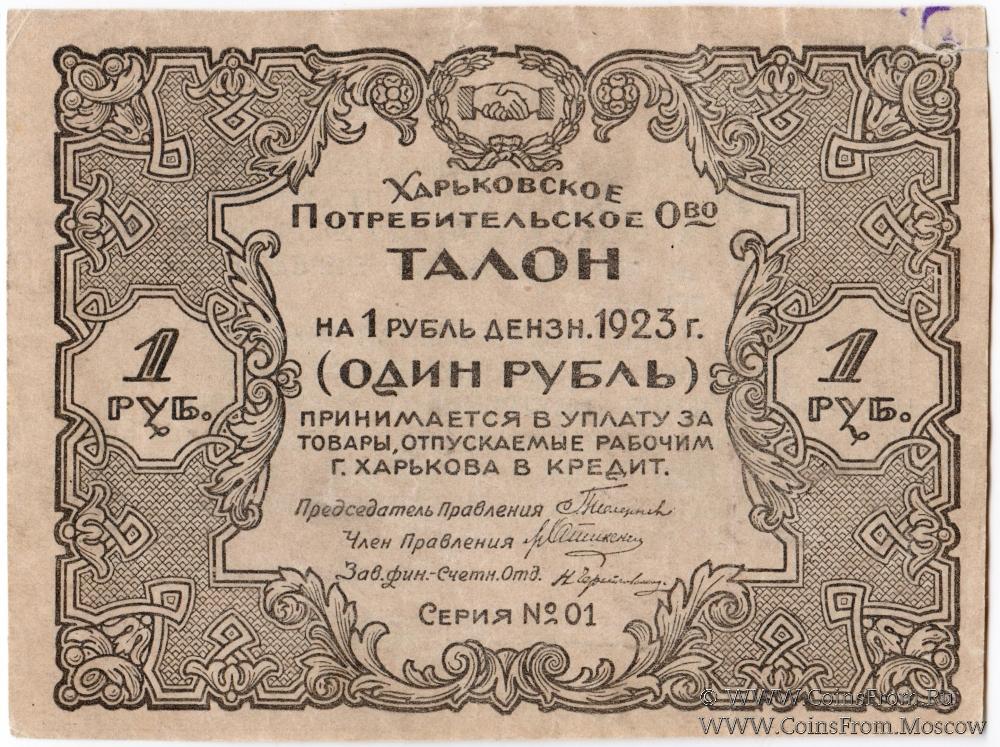 Харьковское
Потребительское О​во
ТАЛОН
на 1 рубль дензн. 1923 г.
(ОДИН РУБЛЬ)
1 РУБ.
1 РУБ.
принимается в уплату за
товары, отпускаемые рабочим
г. Харькова в кредит.
Председатель Правления
Член Правления
Зав. фин.-Счетн. Отд.
Серия № 01
© WWW.CoinsFrom.Ru
WWW.CoinsFrom.Moscow